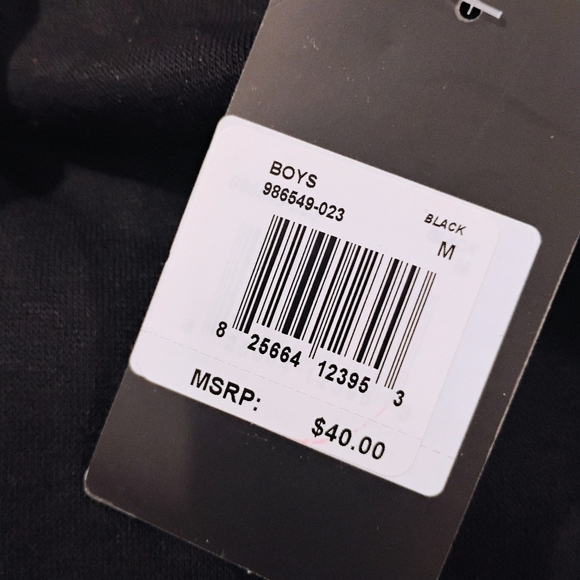 BOYS
986549-023
BLACK
M
8 25664 12395 3
MSRP:
$40.00